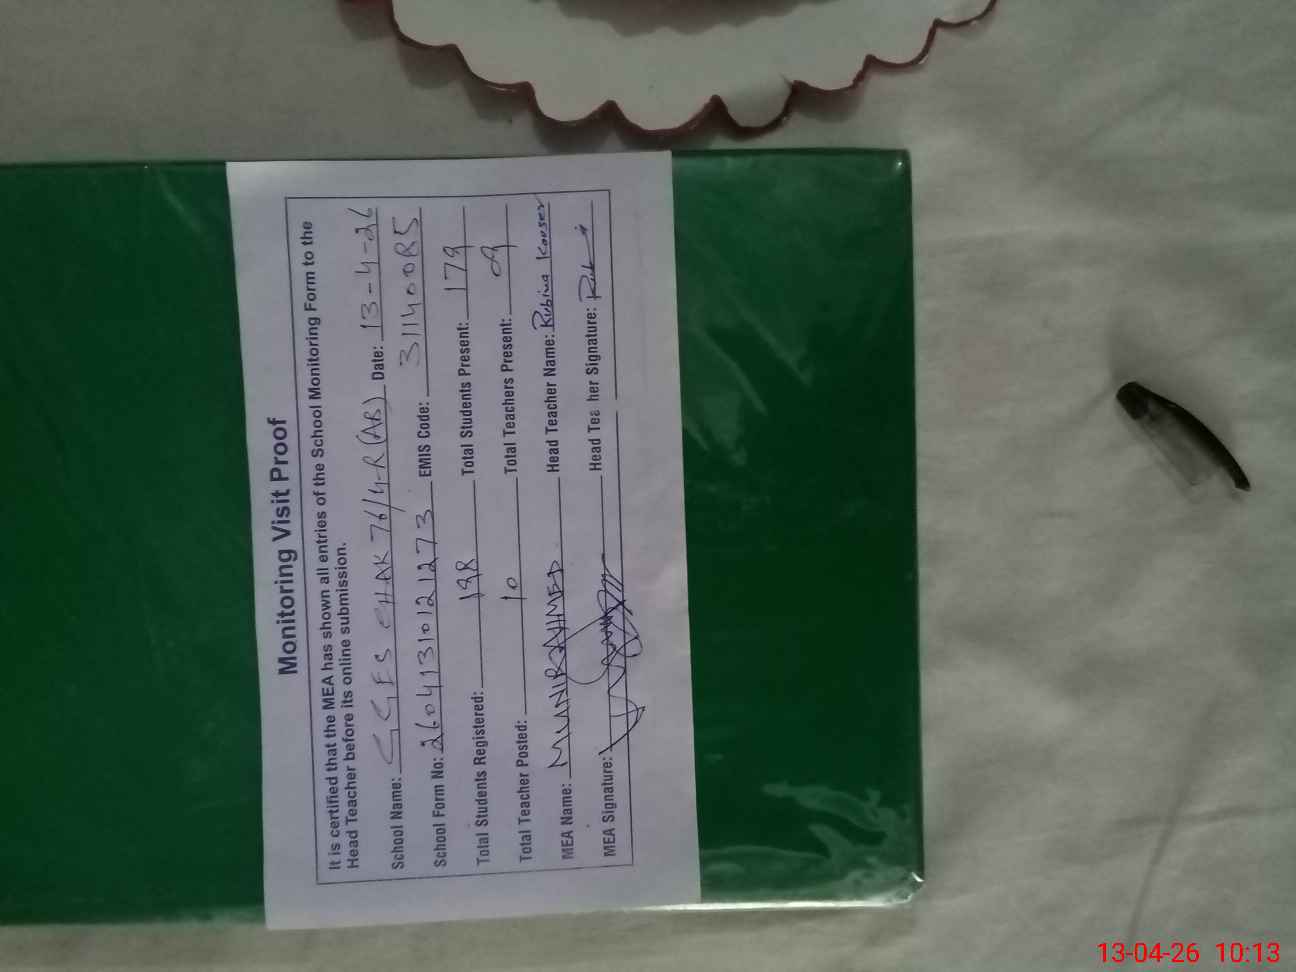 Monitoring Visit Proof
It is certified that the MEA has shown all entries of the School Monitoring Form to the
Head Teacher before its online submission.
School Name: GGES CHAK 76/4-R(AB) Date: 13-4-26
School Form No: 26041310121273 EMIS Code: 31140085
Total Students Registered: 198 Total Students Present: 179
Total Teacher Posted: 10 Total Teachers Present: 09
MEA Name: MUNIR AHMED Head Teacher Name: Rubina Kouser
MEA Signature: Head Teacher Signature:
13-04-26 10:13